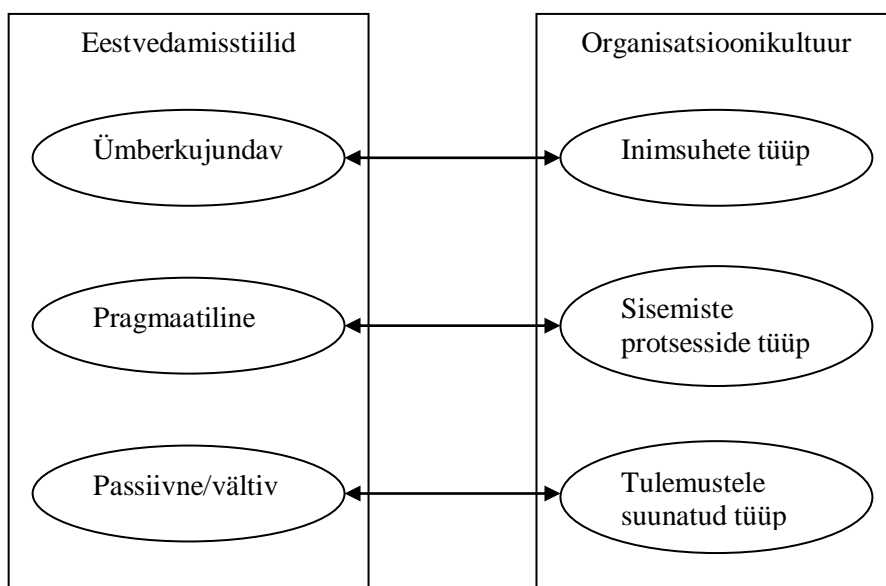 Eestvedamisstiilid
Ümberkujundav
Pragmaatiline
Passiivne/vältiv
Organisatsioonikultuur
Inimsuhete tüüp
Sisemiste
protsesside tüüp
Tulemustele
suunatud tüüp